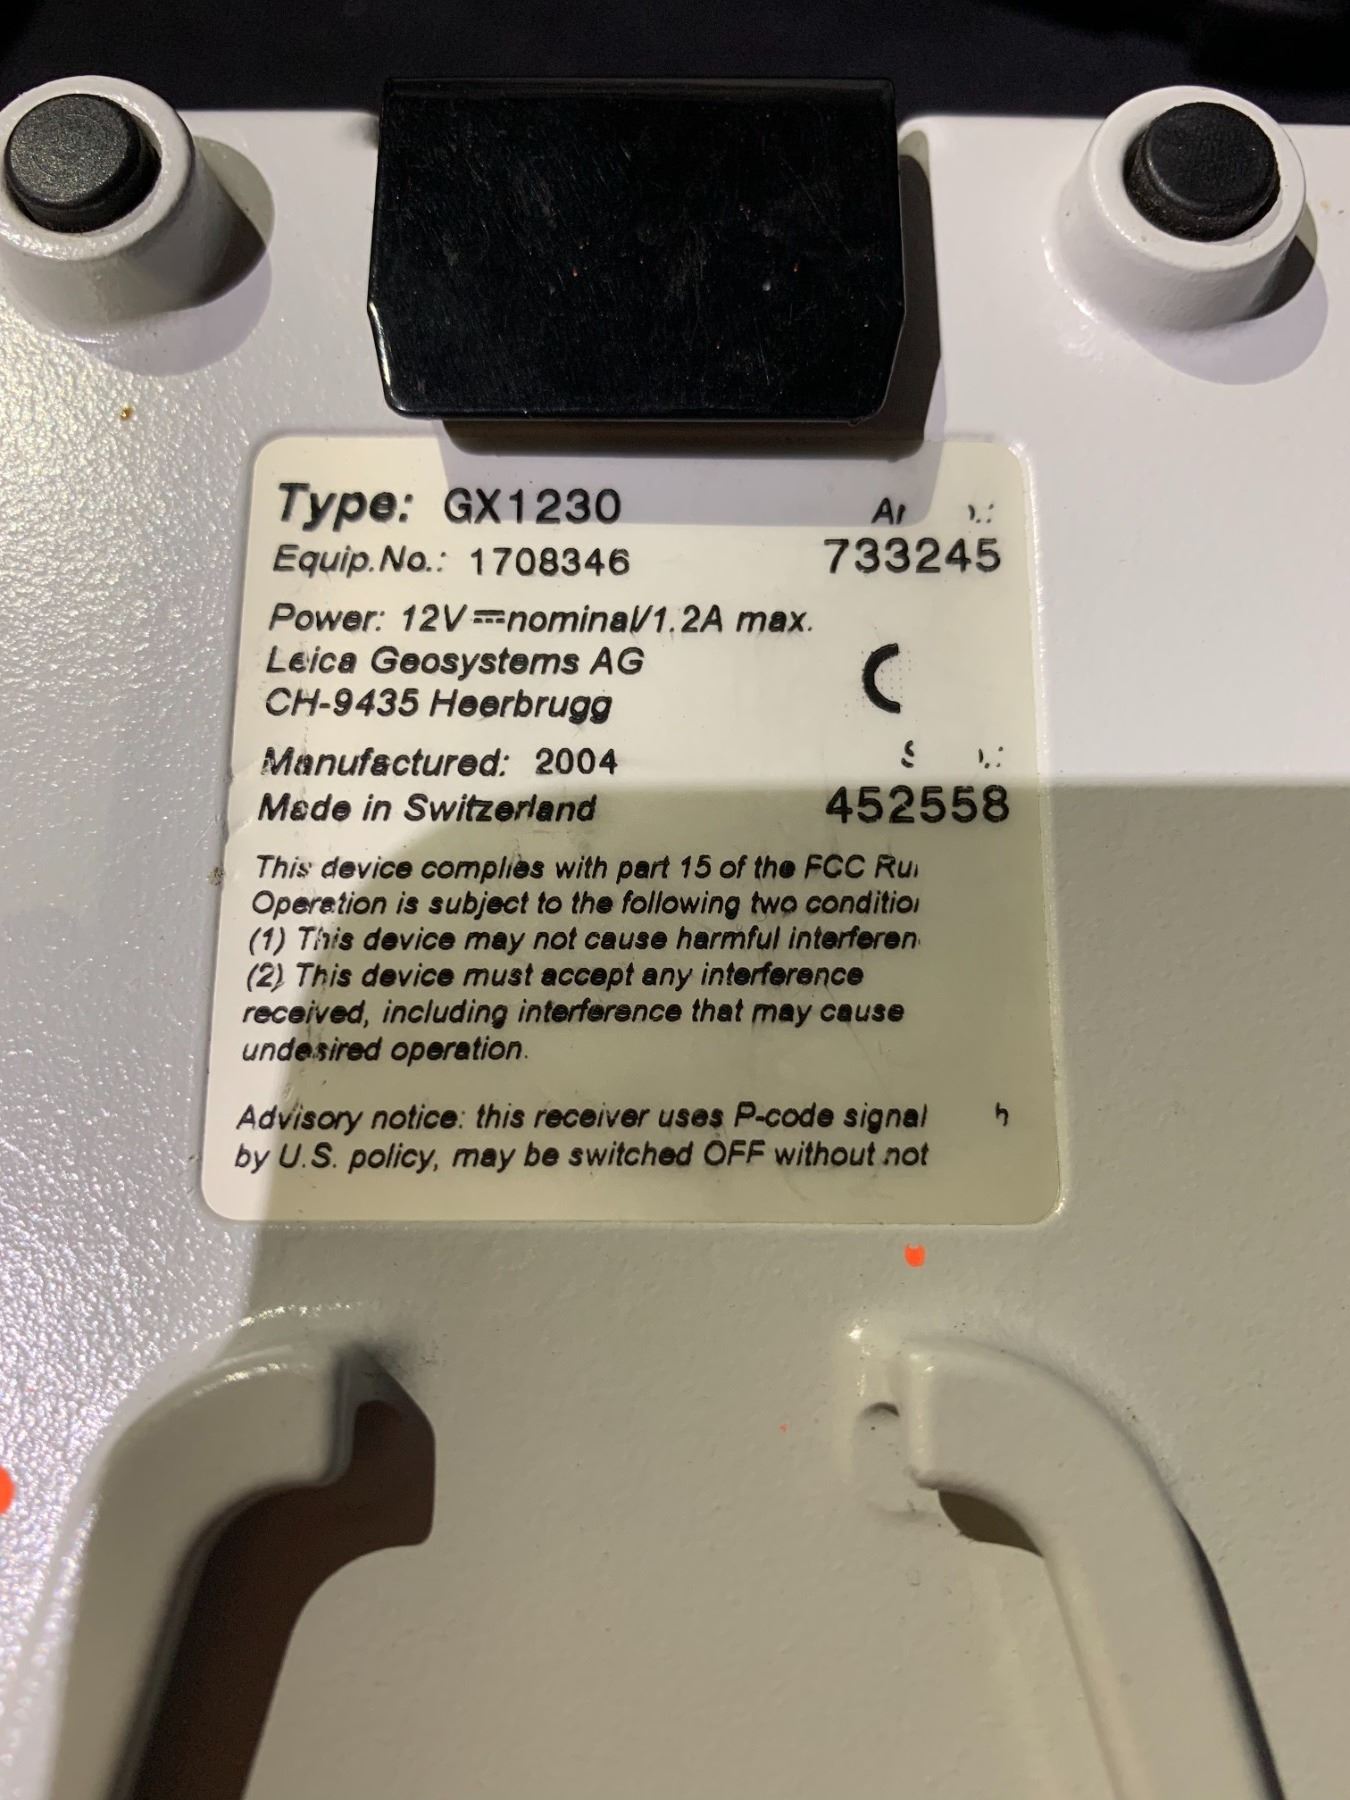 Type: GX1230
Equip.No.: 1708346
733245
Power: 12V⎓nominal/1.2A max.
Leica Geosystems AG
CH-9435 Heerbrugg
Manufactured: 2004
Made in Switzerland
452558
This device complies with part 15 of the FCC
Operation is subject to the following two
(1) This device may not cause harmful
(2) This device must accept any interference
received, including interference that may cause
undesired operation.
Advisory notice: this receiver uses P-code
by U.S. policy, may be switched OFF without